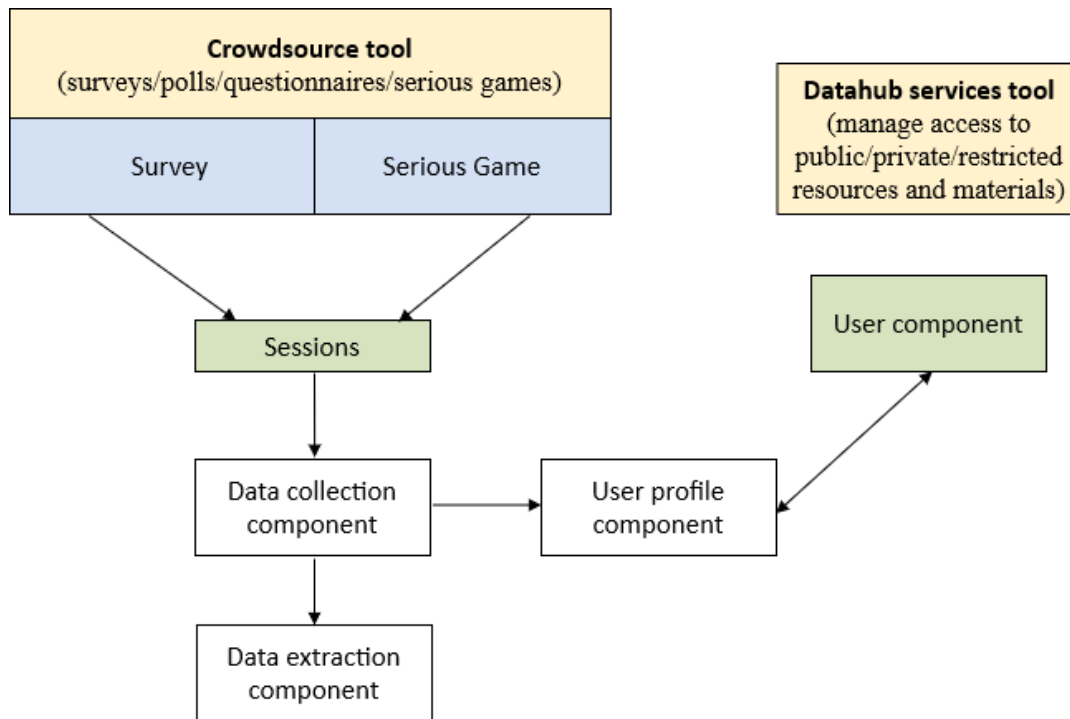 Crowdsource tool
(surveys/polls/questionnaires/serious games)
Survey
Serious Game
Datahub services tool
(manage access to
public/private/restricted
resources and materials)
Sessions
User component
Data collection
component
User profile
component
Data extraction
component